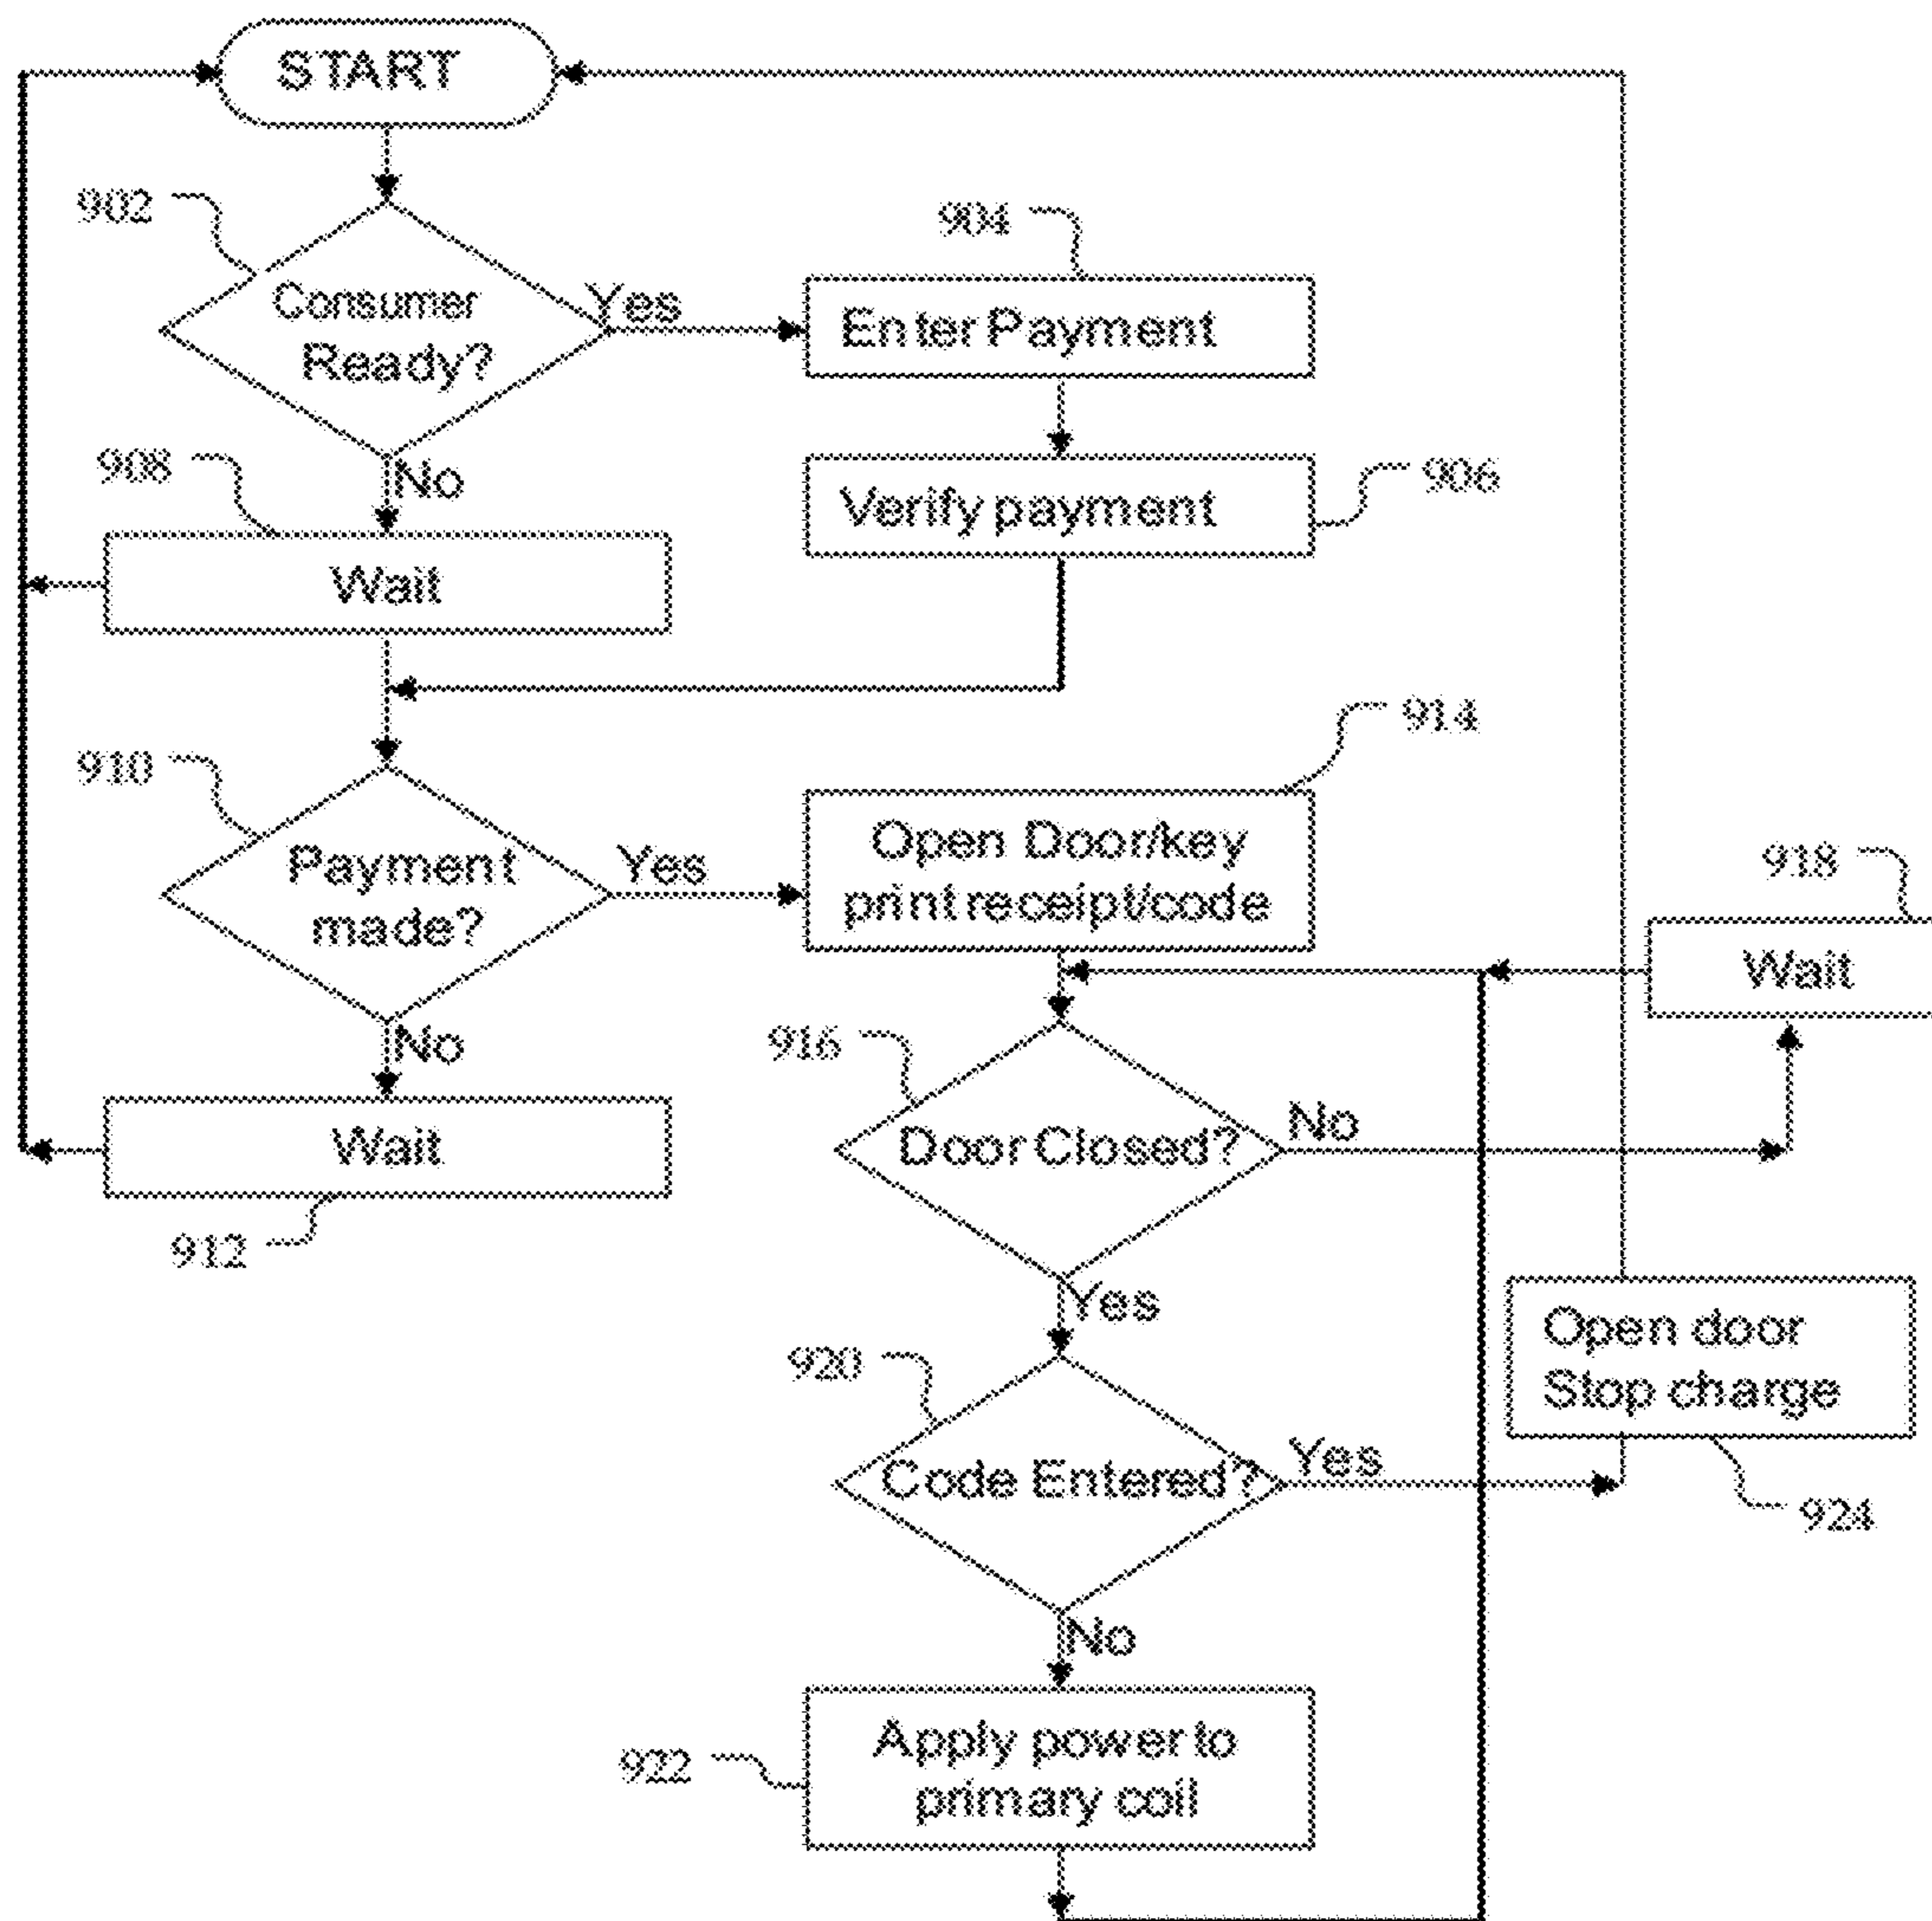 START
902
Consumer
Ready?
Yes
904
Enter Payment
908
No
Verify payment
906
Wait
910
Payment
made?
Yes
914
Open Door/key
print receipt/code
918
Wait
No
916
Door Closed?
No
Wait
912
Yes
920
Code Entered?
Yes
Open door
Stop charge
924
No
922
Apply power to
primary coil